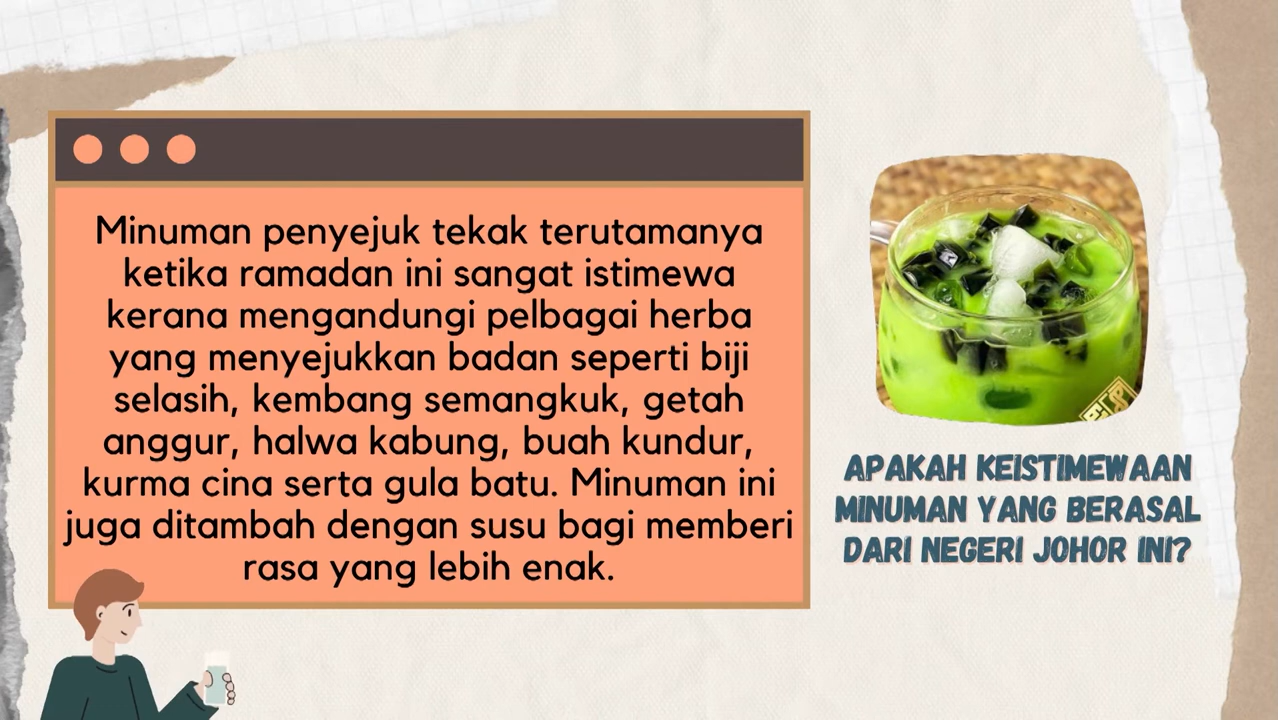 Minuman penyejuk tekak terutamanya
ketika ramadan ini sangat istimewa
kerana mengandungi pelbagai herba
yang menyejukkan badan seperti biji
selasih, kembang semangkuk, getah
anggur, halwa kabung, buah kundur,
kurma cina serta gula batu. Minuman ini
juga ditambah dengan susu bagi memberi
rasa yang lebih enak.
APAKAH KEISTIMEWAAN
MINUMAN YANG BERASAL
DARI NEGERI JOHOR INI?